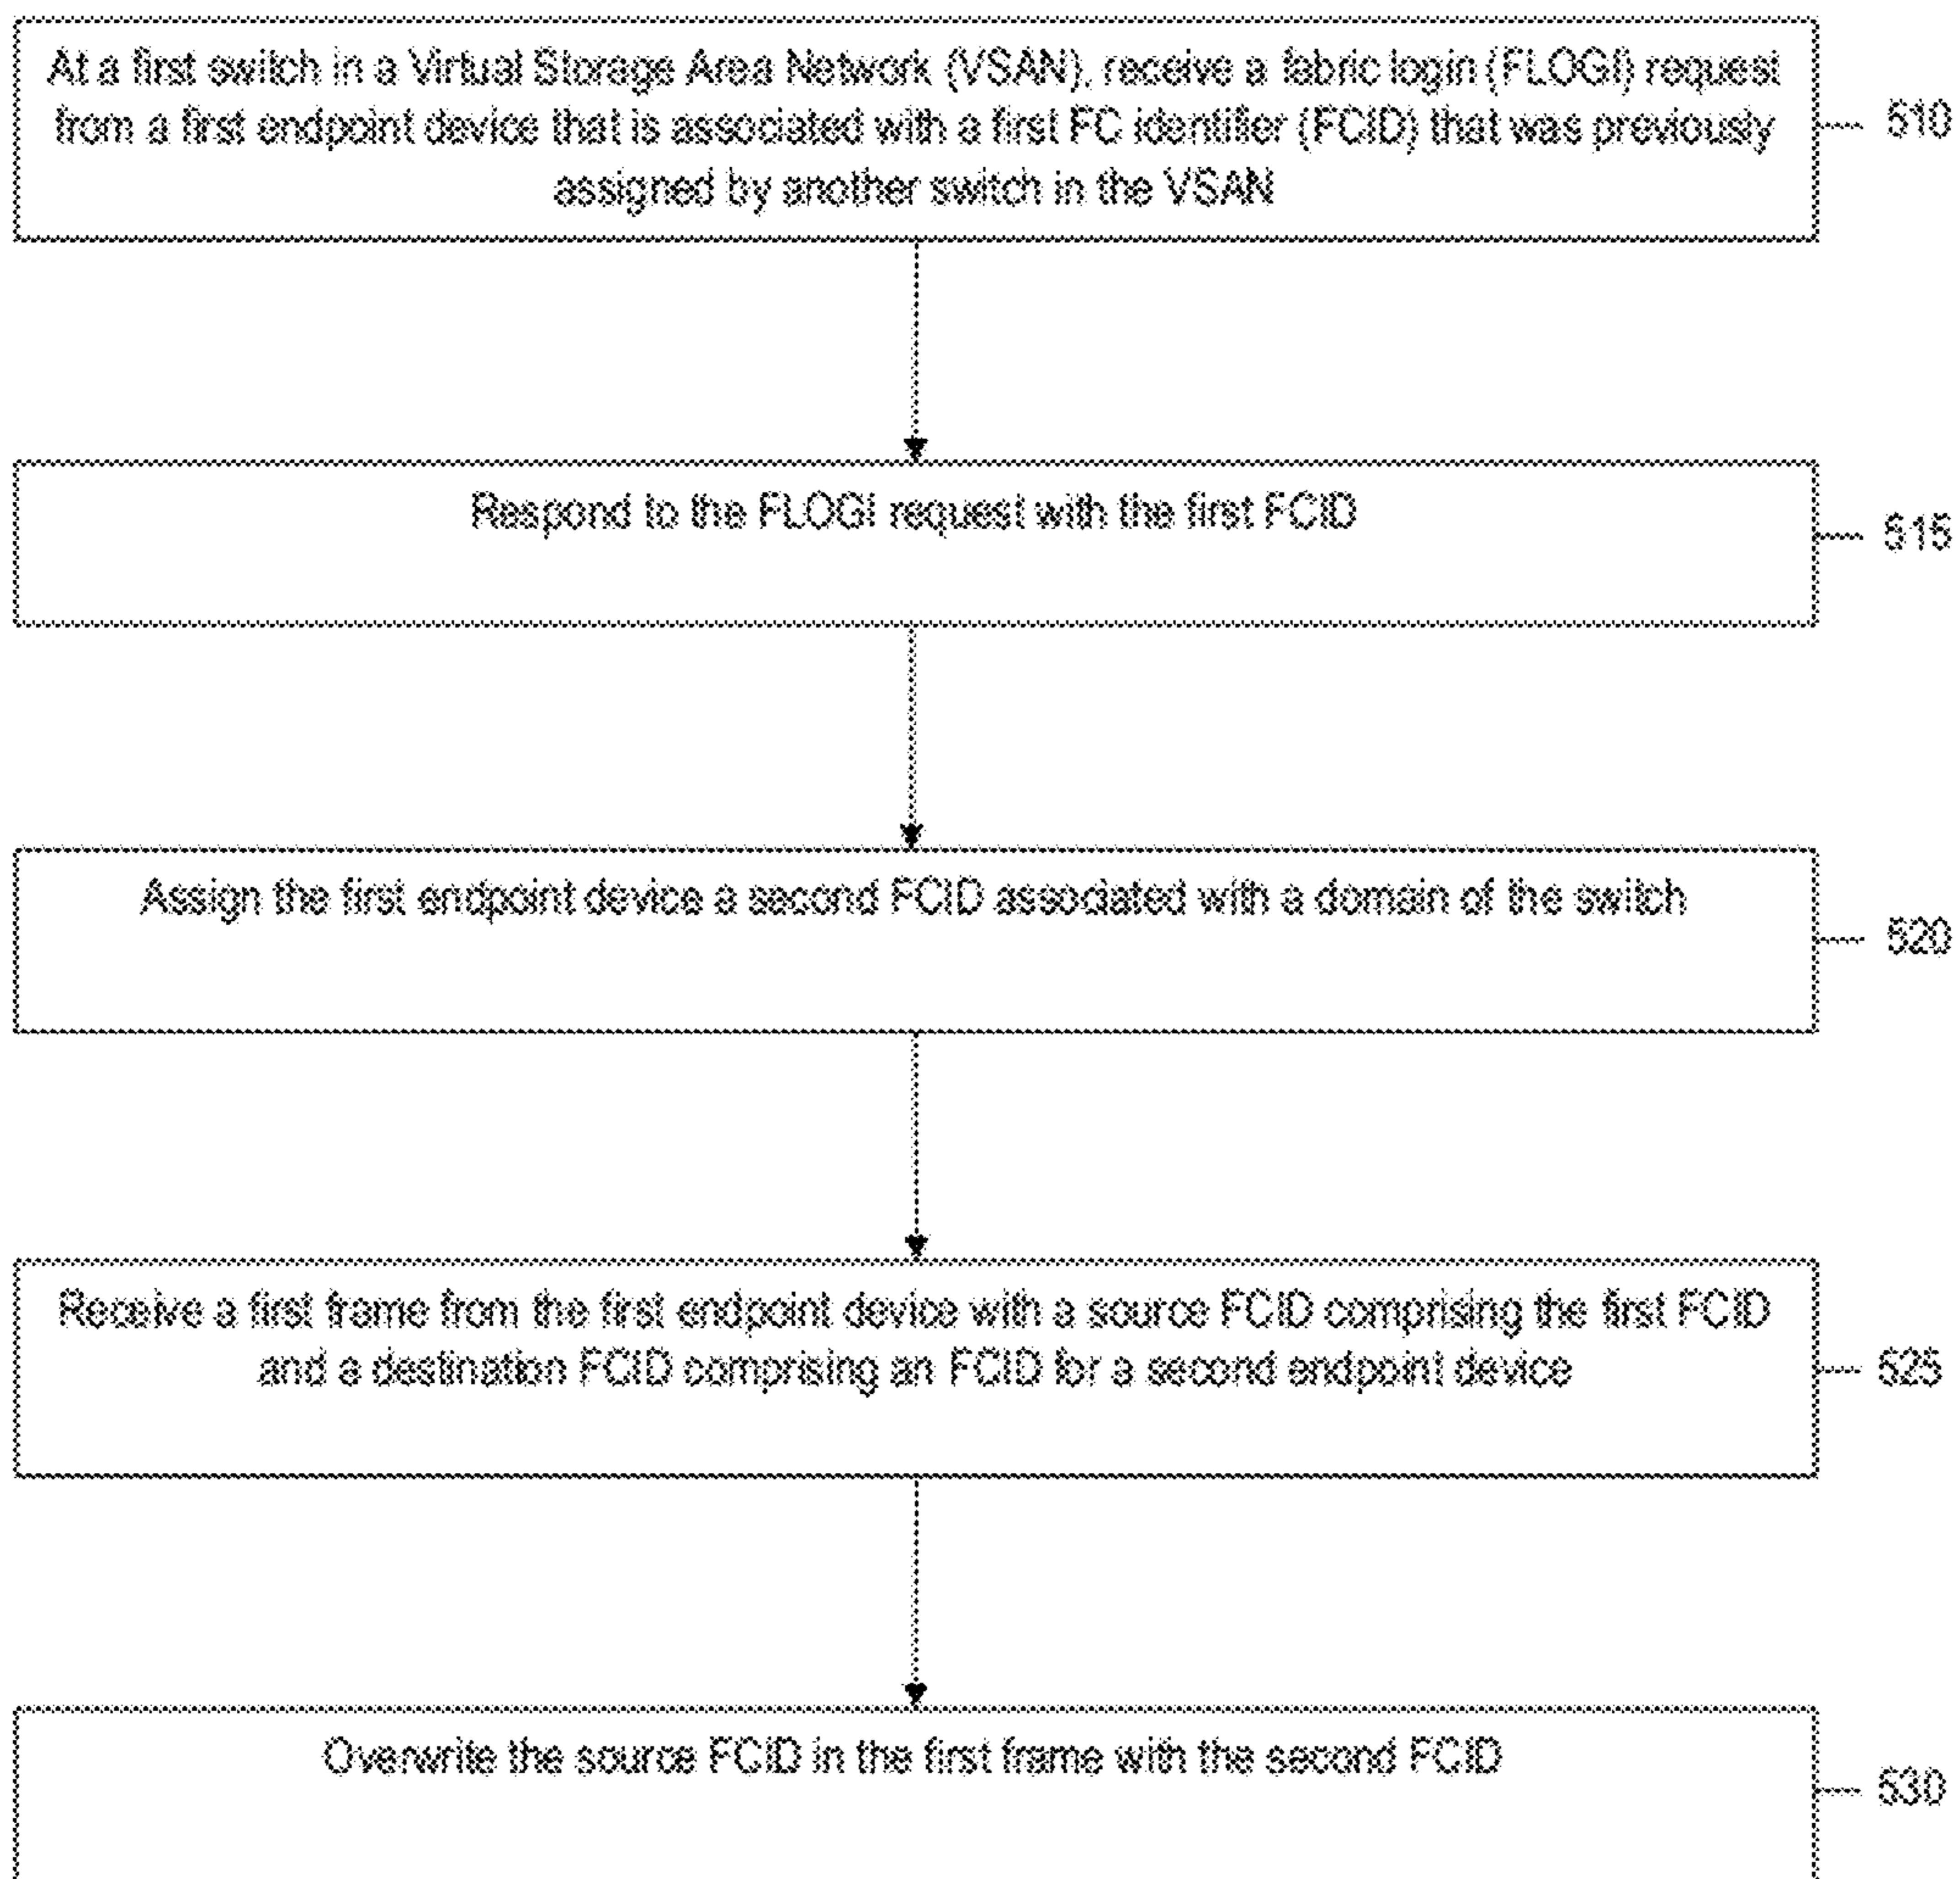 At a first switch in a Virtual Storage Area Network (VSAN), receive a fabric login (FLOGI) request
from a first endpoint device that is associated with a first FC identifier (FCID) that was previously
assigned by another switch in the VSAN
510
Respond to the FLOGI request with the first FCID
515
Assign the first endpoint device a second FCID associated with a domain of the switch
520
Receive a first frame from the first endpoint device with a source FCID comprising the first FCID
and a destination FCID comprising an FCID for a second endpoint device
525
Overwrite the source FCID in the first frame with the second FCID
530